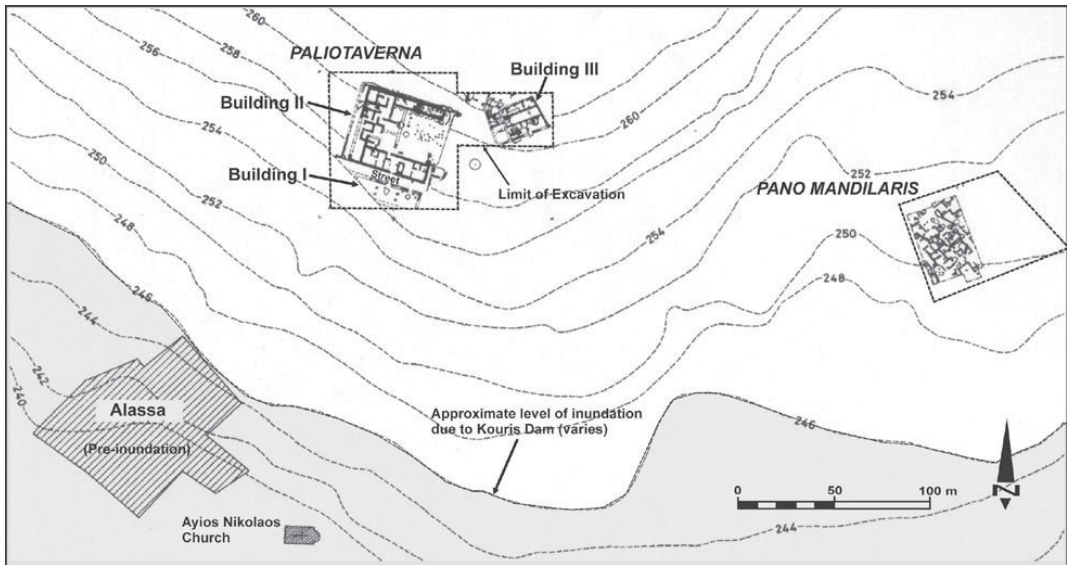 260
258
256
PALIOTAVERNA
Building III
254
Building II
254
260
250
252
Building I
Street
Limit of Excavation
PANO MANDILARIS
252
254
250
248
248
246
246
244
242
240
Alassa
(Pre-inundation)
Approximate level of inundation
due to Kouris Dam (varies)
Ayios Nikolaos
Church
0
50
100 m
N
244